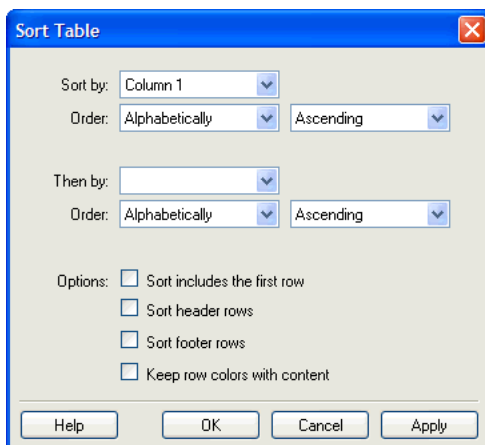 Sort Table
Sort by: Column 1
Order: Alphabetically Ascending
Then by:
Order: Alphabetically Ascending
Options: Sort includes the first row
Sort header rows
Sort footer rows
Keep row colors with content
Help OK Cancel Apply